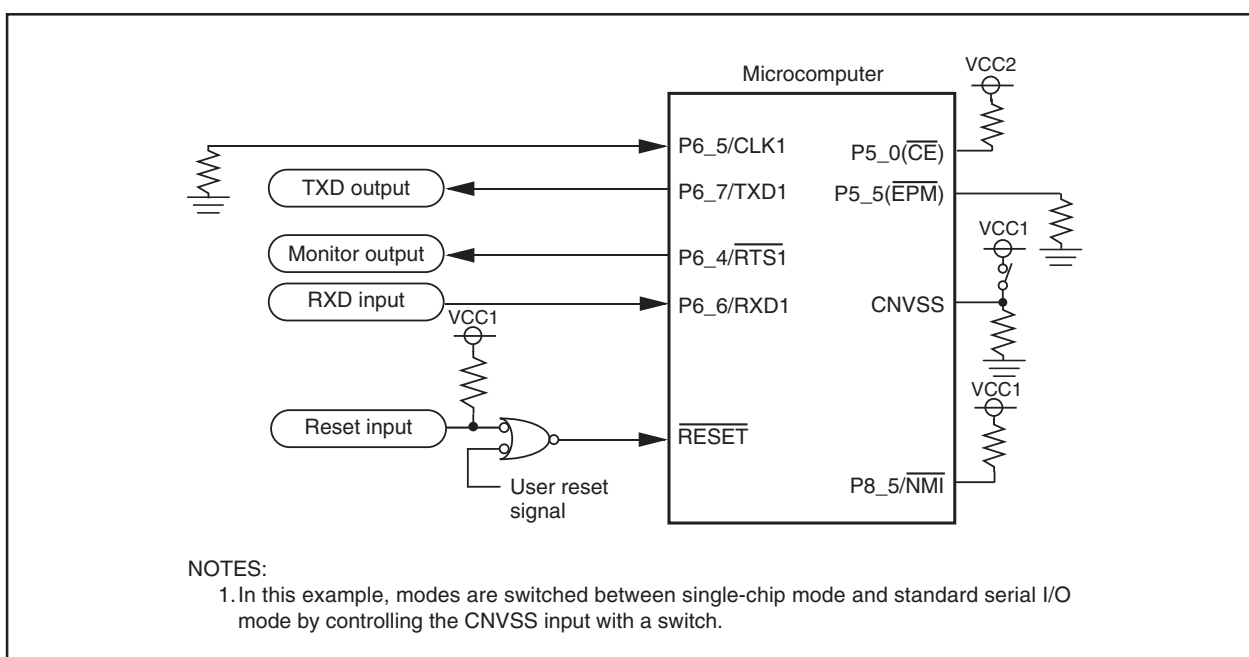 Microcomputer
VCC2
P6_5/CLK1
P5_0(CE)
TXD output
P6_7/TXD1
P5_5(EPM)
VCC1
Monitor output
P6_4/RTS1
RXD input
P6_6/RXD1
CNVSS
VCC1
VCC1
Reset input
RESET
User reset
signal
P8_5/NMI
NOTES:
1. In this example, modes are switched between single-chip mode and standard serial I/O
mode by controlling the CNVSS input with a switch.